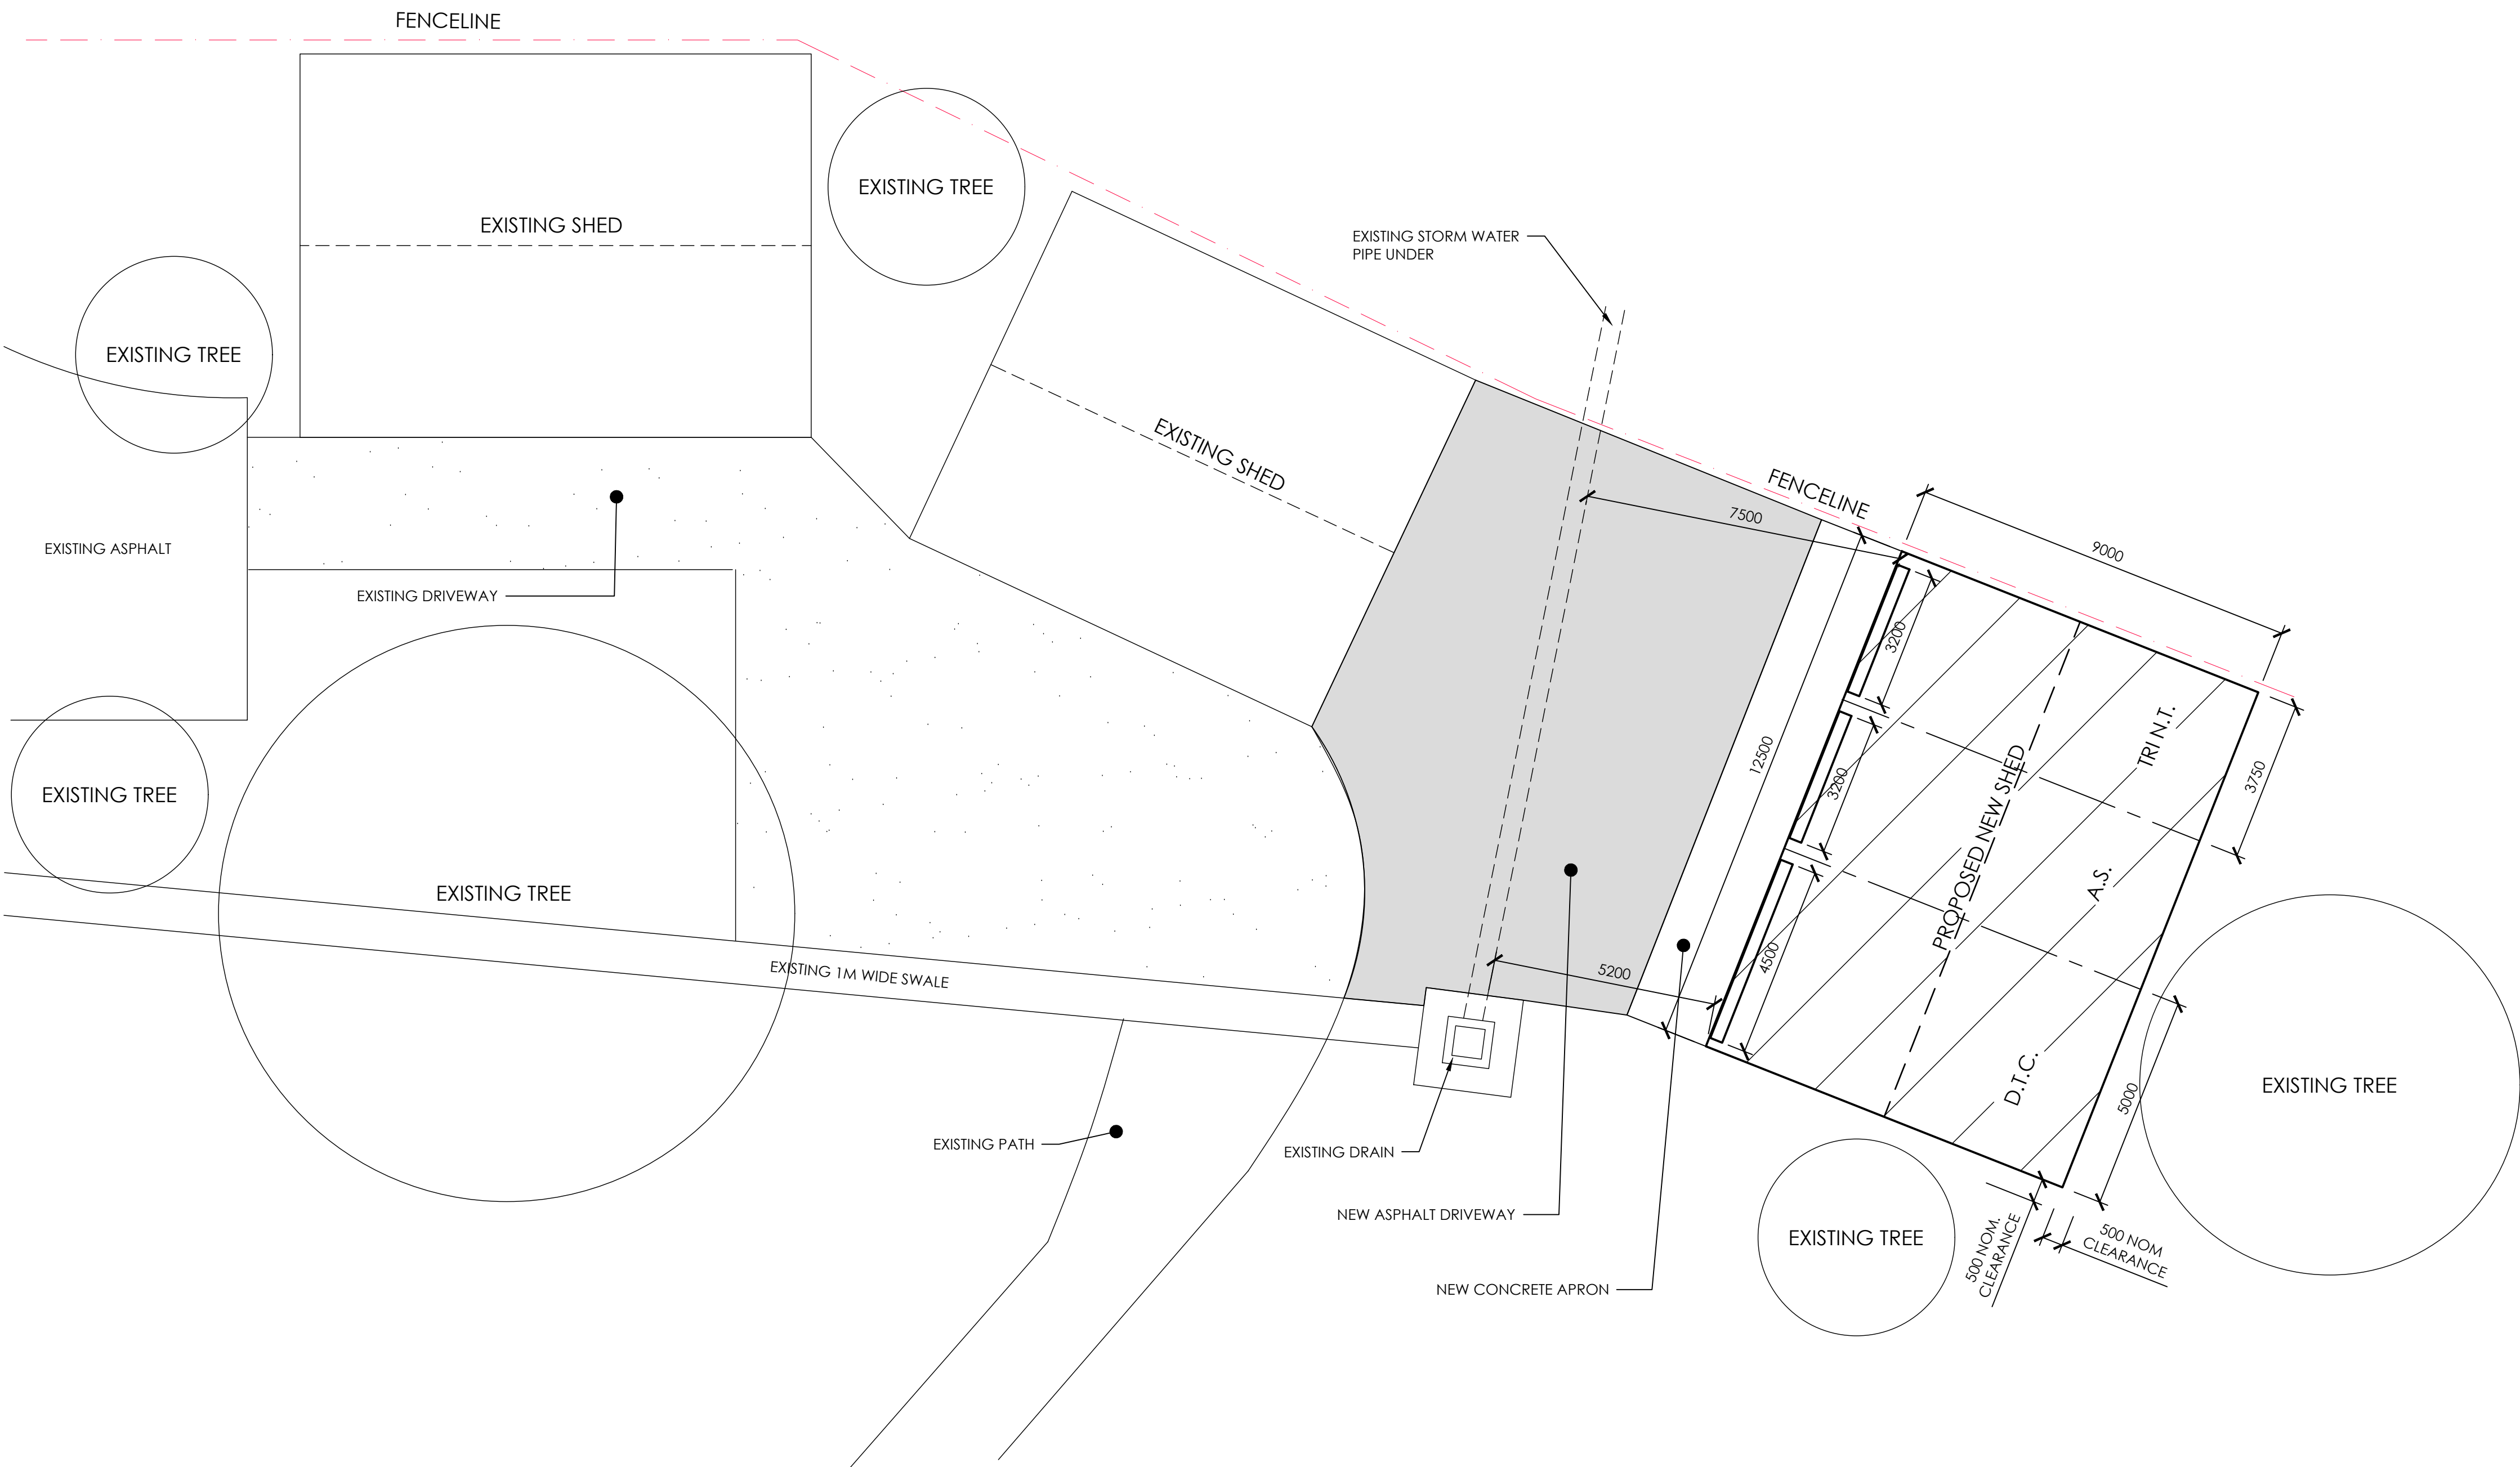 FENCELINE
EXISTING TREE
EXISTING SHED
EXISTING STORM WATER
PIPE UNDER
EXISTING TREE
EXISTING SHED
FENCELINE
7500
9000
EXISTING ASPHALT
EXISTING DRIVEWAY
3200
TRI N.T.
12500
3200
3750
PROPOSED NEW SHED
EXISTING TREE
EXISTING TREE
A.S.
4500
EXISTING 1M WIDE SWALE
5200
D.T.C.
5000
EXISTING TREE
EXISTING PATH
EXISTING DRAIN
NEW ASPHALT DRIVEWAY
EXISTING TREE
500 NOM.
CLEARANCE
500 NOM
CLEARANCE
NEW CONCRETE APRON